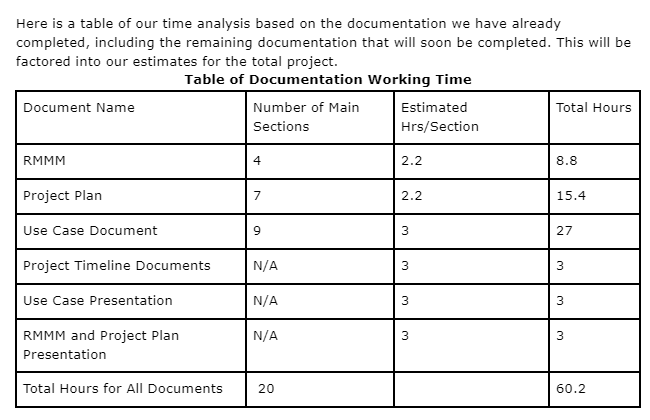 Here is a table of our time analysis based on the documentation we have already
completed, including the remaining documentation that will soon be completed. This will be
factored into our estimates for the total project.
Table of Documentation Working Time
Document Name Number of Main Sections Estimated Hrs/Section Total Hours
RMMM 4 2.2 8.8
Project Plan 7 2.2 15.4
Use Case Document 9 3 27
Project Timeline Documents N/A 3 3
Use Case Presentation N/A 3 3
RMMM and Project Plan Presentation N/A 3 3
Total Hours for All Documents 20 60.2